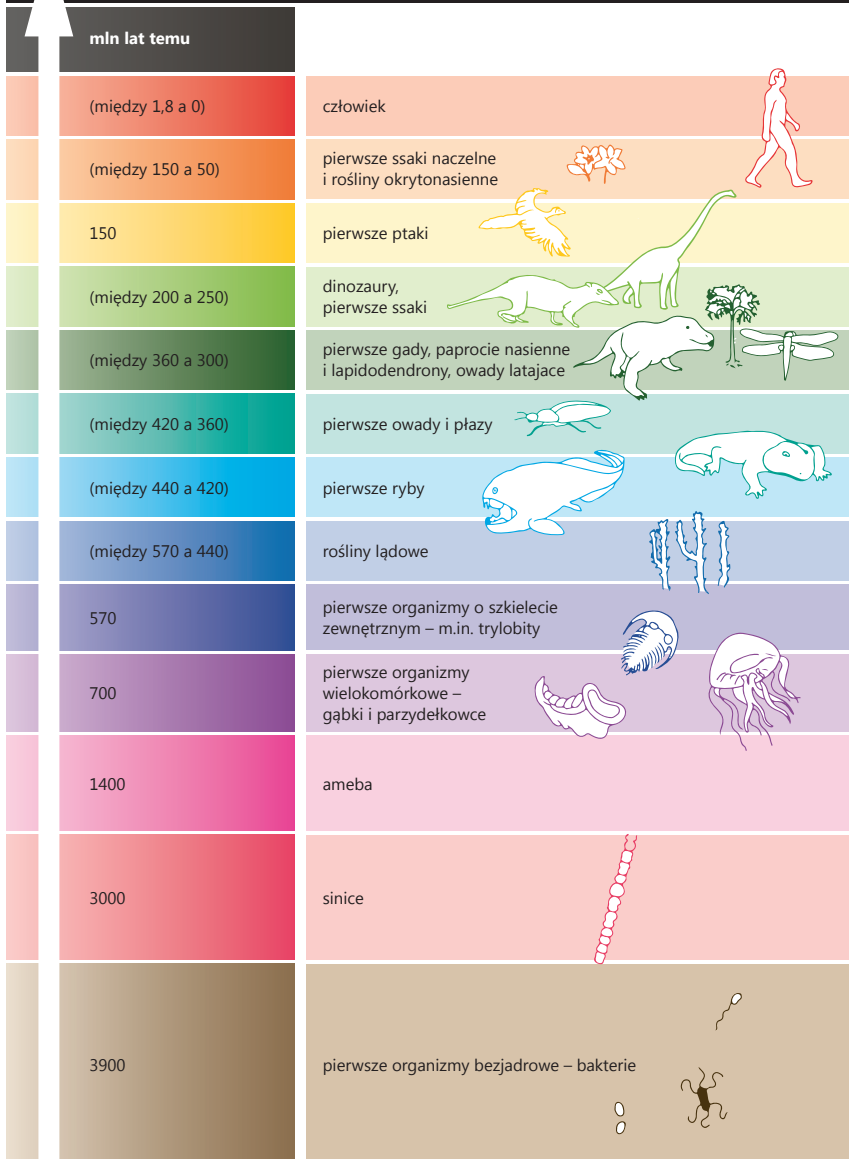 mln lat temu
(między 1,8 a 0)
człowiek
(między 150 a 50)
pierwsze ssaki naczelne
i rośliny okrytonasienne
150
pierwsze ptaki
(między 200 a 250)
dinozaury,
pierwsze ssaki
(między 360 a 300)
pierwsze gady, paprocie nasienne
i lapidodendrony, owady latajace
(między 420 a 360)
pierwsze owady i płazy
(między 440 a 420)
pierwsze ryby
(między 570 a 440)
rośliny lądowe
570
pierwsze organizmy o szkielecie
zewnętrznym – m.in. trylobity
700
pierwsze organizmy
wielokomórkowe –
gąbki i parzydełkowce
1400
ameba
3000
sinice
3900
pierwsze organizmy bezjadrowe – bakterie